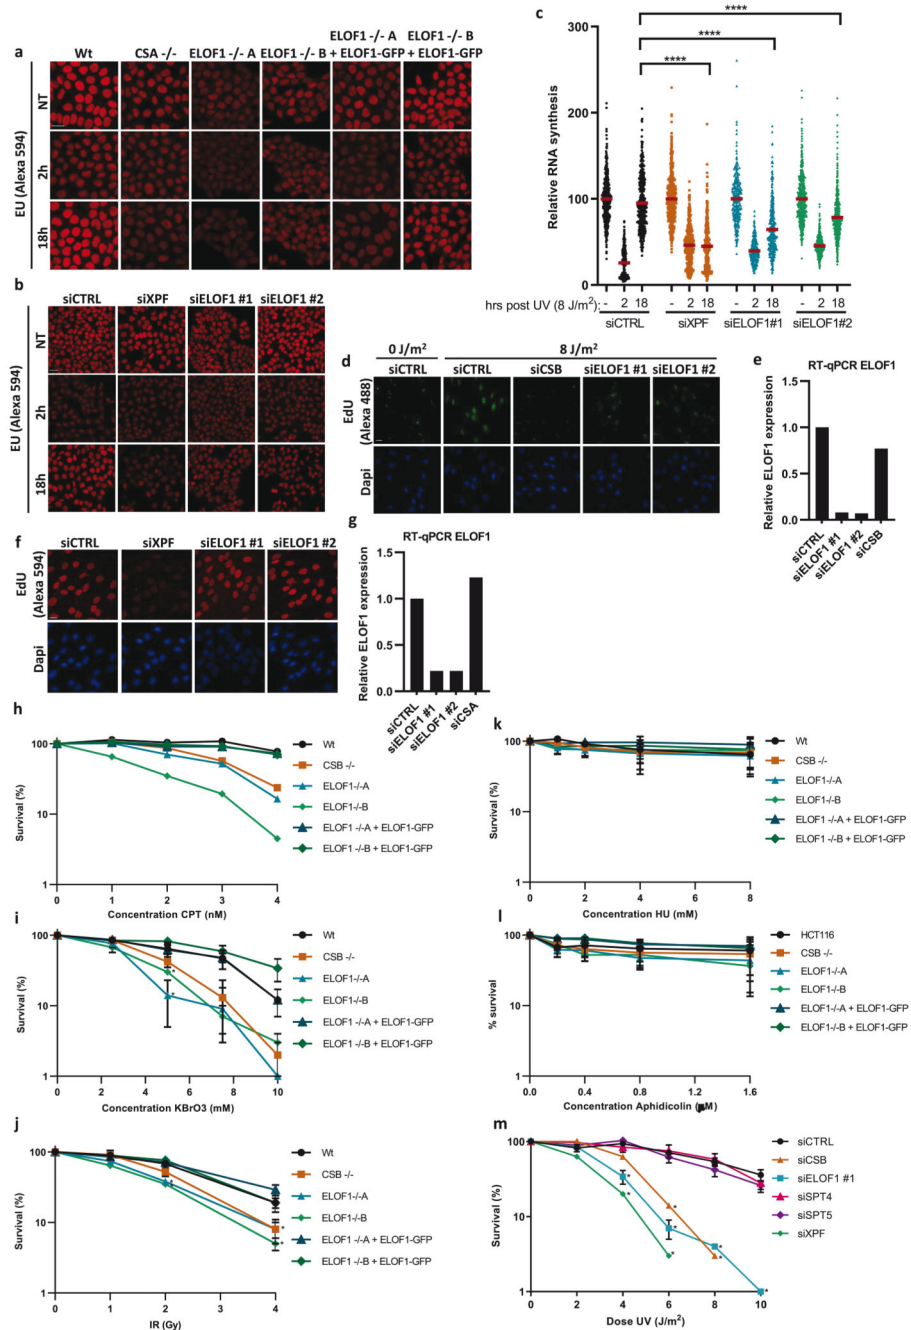 a
Wt
CSA -/-
ELOF1 -/- A
ELOF1 -/- B
ELOF1 -/- A
+ ELOF1-GFP
ELOF1 -/- B
+ ELOF1-GFP
EU (Alexa 594)
NT
2h
18h
b
siCTRL siXPF siELOF1 #1 siELOF1 #2
EU (Alexa 594)
NT
2h
18h
c
****
****
****
Relative RNA synthesis
300
200
100
0
hrs post UV (8 J/m²): - 2 18 - 2 18 - 2 18 - 2 18
siCTRL siXPF siELOF1#1 siELOF1#2
d
0 J/m² 8 J/m²
siCTRL siCTRL siCSB siELOF1 #1 siELOF1 #2
EdU
(Alexa 488)
Dapi
e
RT-qPCR ELOF1
Relative ELOF1 expression
1.5
1.0
0.5
0.0
siCTRL
siELOF1 #1
siELOF1 #2
siCSB
f
siCTRL siXPF siELOF1 #1 siELOF1 #2
EdU
(Alexa 594)
Dapi
g
RT-qPCR ELOF1
Relative ELOF1 expression
1.5
1.0
0.5
0.0
siCTRL
siELOF1 #1
siELOF1 #2
siCSA
h
Survival (%)
100
10
1
0 1 2 3 4
Concentration CPT (nM)
Wt
CSB -/-
ELOF1-/-A
ELOF1-/-B
ELOF1 -/-A + ELOF1-GFP
ELOF1 -/-B + ELOF1-GFP
i
Survival (%)
100
10
1
* *
0 2 4 6 8 10
Concentration KBrO3 (mM)
Wt
CSB -/-
ELOF1-/-A
ELOF1-/-B
ELOF1 -/-A + ELOF1-GFP
ELOF1 -/-B + ELOF1-GFP
j
Survival (%)
100
10
1
* * *
0 1 2 3 4
IR (Gy)
Wt
CSB -/-
ELOF1-/-A
ELOF1-/-B
ELOF1 -/-A + ELOF1-GFP
ELOF1 -/-B + ELOF1-GFP
k
Survival (%)
100
10
1
0 2 4 6 8
Concentration HU (mM)
Wt
CSB -/-
ELOF1-/-A
ELOF1-/-B
ELOF1 -/-A + ELOF1-GFP
ELOF1 -/-B + ELOF1-GFP
l
% survival
100
10
1
0.0 0.4 0.8 1.2 1.6
Concentration Aphidicolin (µM)
HCT116
CSB -/-
ELOF1-/-A
ELOF1-/-B
ELOF1-/-A + ELOF1-GFP
ELOF1-/-B + ELOF1-GFP
m
Survival (%)
100
10
1
* * * * * * * *
0 2 4 6 8 10
Dose UV (J/m²)
siCTRL
siCSB
siELOF1 #1
siSPT4
siSPT5
siXPF